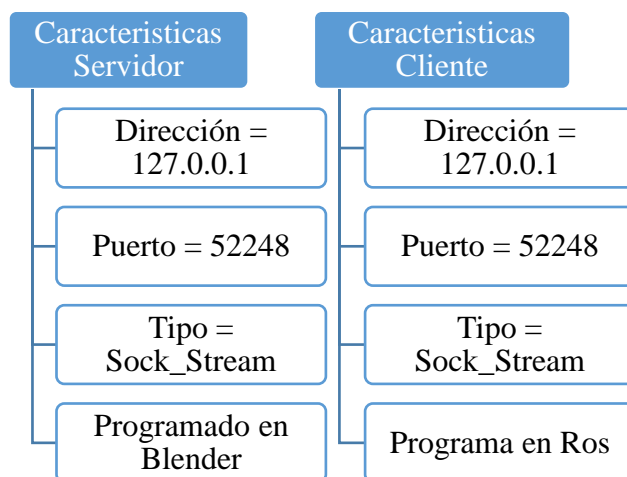 Caracteristicas
Servidor
Dirección =
127.0.0.1
Puerto = 52248
Tipo =
Sock_Stream
Programado en
Blender
Caracteristicas
Cliente
Dirección =
127.0.0.1
Puerto = 52248
Tipo =
Sock_Stream
Programa en Ros